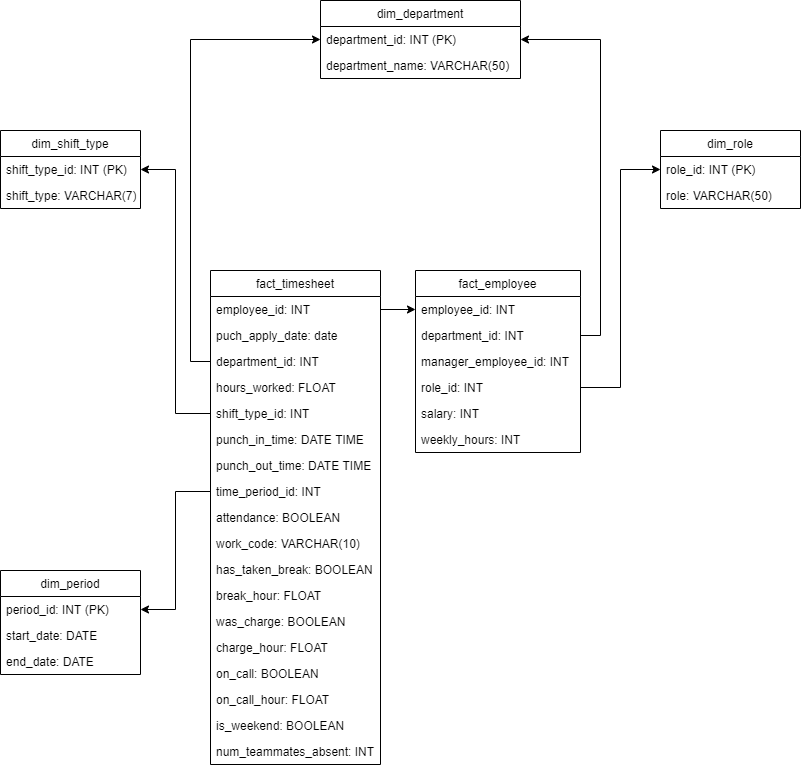 dim_department
department_id: INT (PK)
department_name: VARCHAR(50)
dim_shift_type
shift_type_id: INT (PK)
shift_type: VARCHAR(7)
dim_role
role_id: INT (PK)
role: VARCHAR(50)
fact_timesheet
employee_id: INT
puch_apply_date: date
department_id: INT
hours_worked: FLOAT
shift_type_id: INT
punch_in_time: DATE TIME
punch_out_time: DATE TIME
time_period_id: INT
attendance: BOOLEAN
work_code: VARCHAR(10)
has_taken_break: BOOLEAN
break_hour: FLOAT
was_charge: BOOLEAN
charge_hour: FLOAT
on_call: BOOLEAN
on_call_hour: FLOAT
is_weekend: BOOLEAN
num_teammates_absent: INT
fact_employee
employee_id: INT
department_id: INT
manager_employee_id: INT
role_id: INT
salary: INT
weekly_hours: INT
dim_period
period_id: INT (PK)
start_date: DATE
end_date: DATE